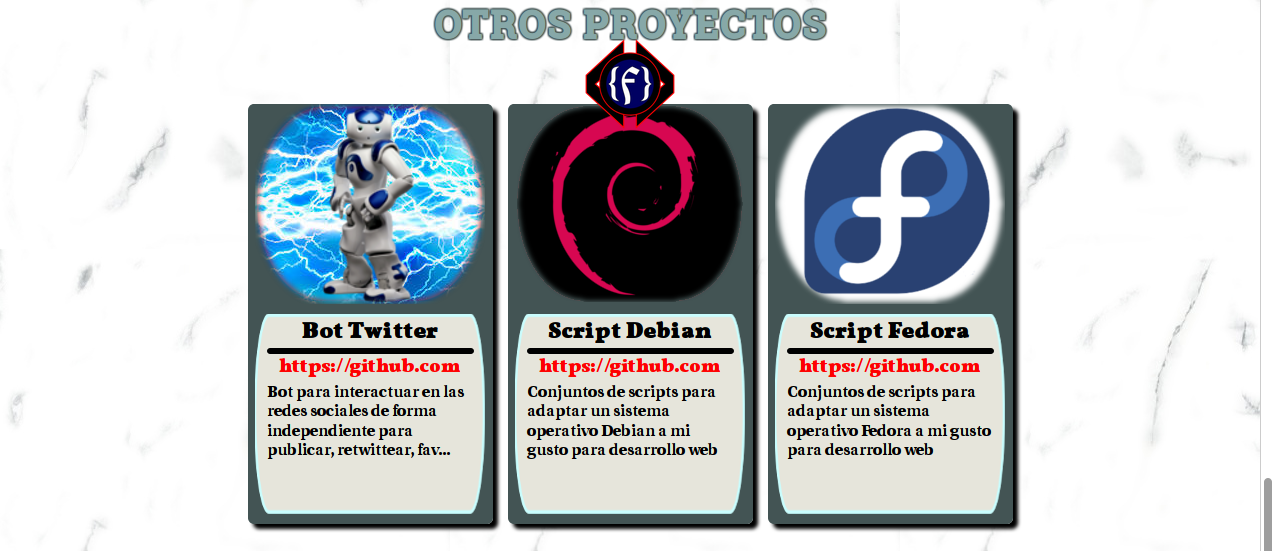 OTROS PROYECTOS
{F}
Bot Twitter
https://github.com
Bot para interactuar en las
redes sociales de forma
independiente para
publicar, retwittear, fav...
Script Debian
https://github.com
Conjuntos de scripts para
adaptar un sistema
operativo Debian a mi
gusto para desarrollo web
Script Fedora
https://github.com
Conjuntos de scripts para
adaptar un sistema
operativo Fedora a mi gusto
para desarrollo web